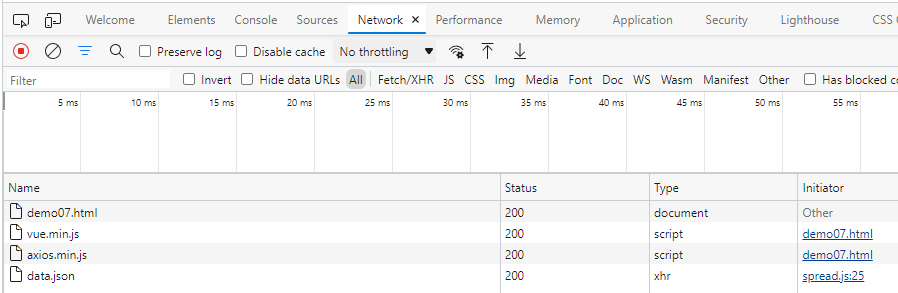 Welcome Elements Console Sources Network Performance Memory Application Security Lighthouse CSS
Preserve log Disable cache No throttling
Filter Invert Hide data URLs All Fetch/XHR JS CSS Img Media Font Doc WS Wasm Manifest Other Has blocked
5 ms 10 ms 15 ms 20 ms 25 ms 30 ms 35 ms 40 ms 45 ms 50 ms 55 ms
Name Status Type Initiator
demo07.html 200 document Other
vue.min.js 200 script demo07.html
axios.min.js 200 script demo07.html
data.json 200 xhr spread.js:25